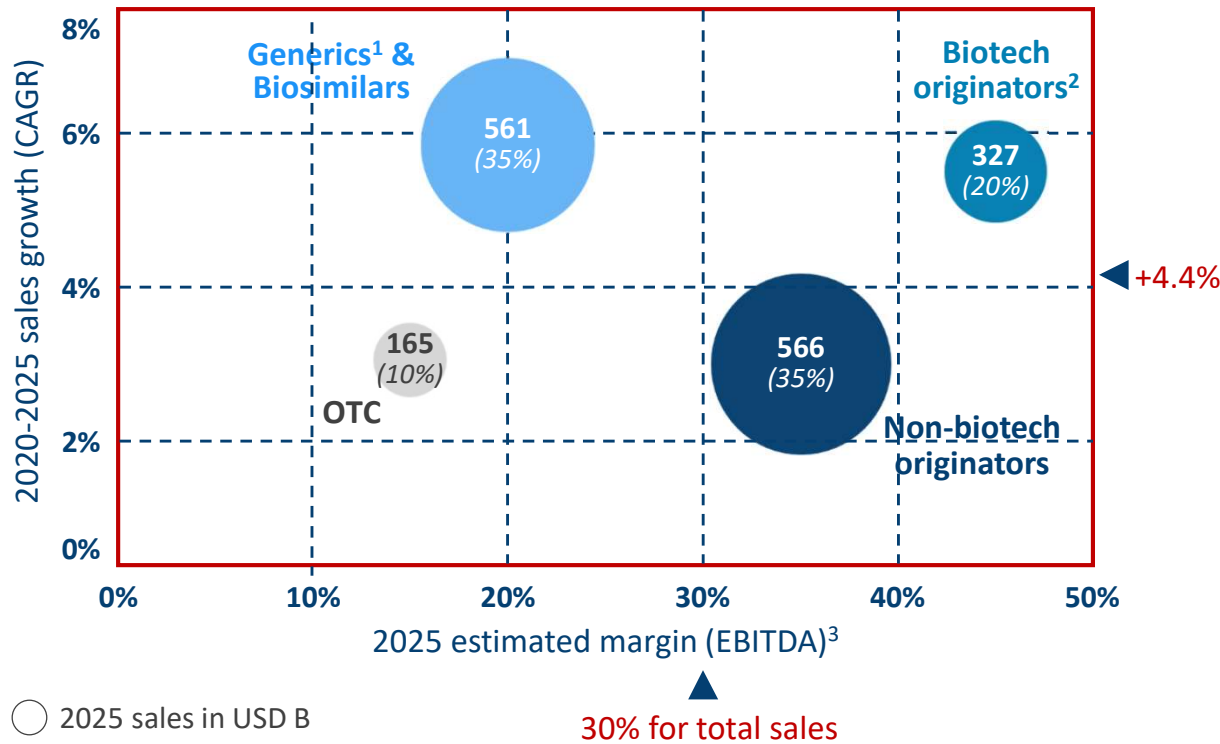 2020-2025 sales growth (CAGR)
8%
6%
4%
2%
0%
Generics¹ &
Biosimilars
561
(35%)
Biotech
originators²
327
(20%)
+4.4%
165
(10%)
OTC
566
(35%)
Non-biotech
originators
0%
10%
20%
30%
40%
50%
2025 estimated margin (EBITDA)³
2025 sales in USD B
30% for total sales